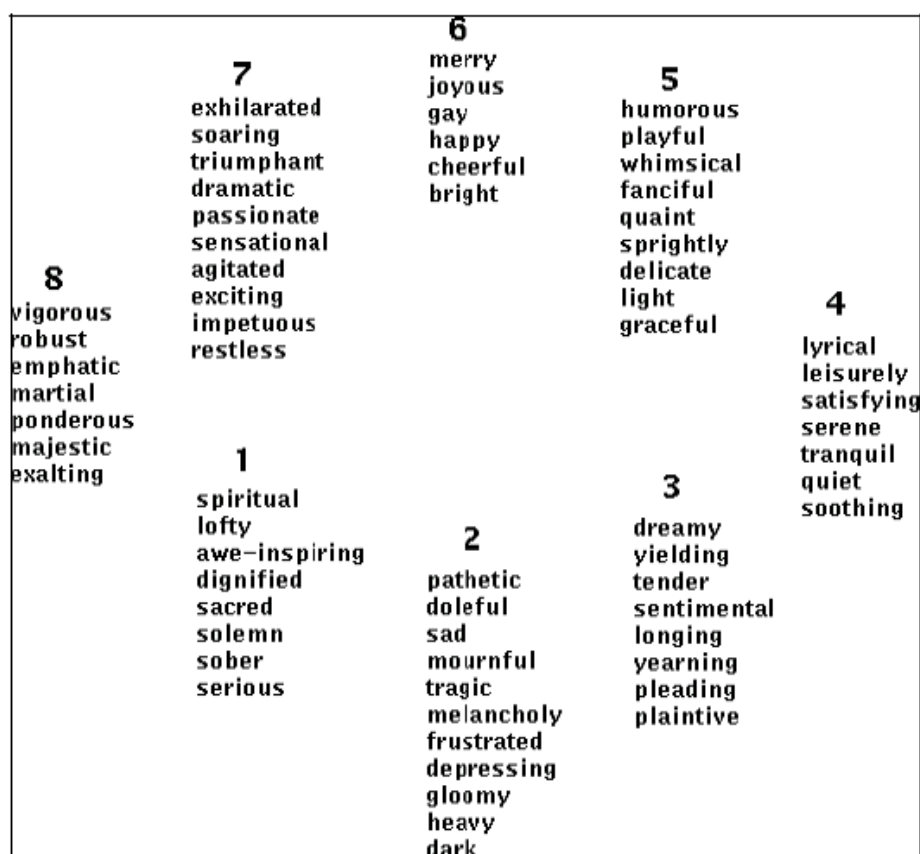 6
merry
joyous
gay
happy
cheerful
bright
7
exhilarated
soaring
triumphant
dramatic
passionate
sensational
agitated
exciting
impetuous
restless
5
humorous
playful
whimsical
fanciful
quaint
sprightly
delicate
light
graceful
8
vigorous
robust
emphatic
martial
ponderous
majestic
exalting
4
lyrical
leisurely
satisfying
serene
tranquil
quiet
soothing
1
spiritual
lofty
awe-inspiring
dignified
sacred
solemn
sober
serious
2
pathetic
doleful
sad
mournful
tragic
melancholy
frustrated
depressing
gloomy
heavy
dark
3
dreamy
yielding
tender
sentimental
longing
yearning
pleading
plaintive